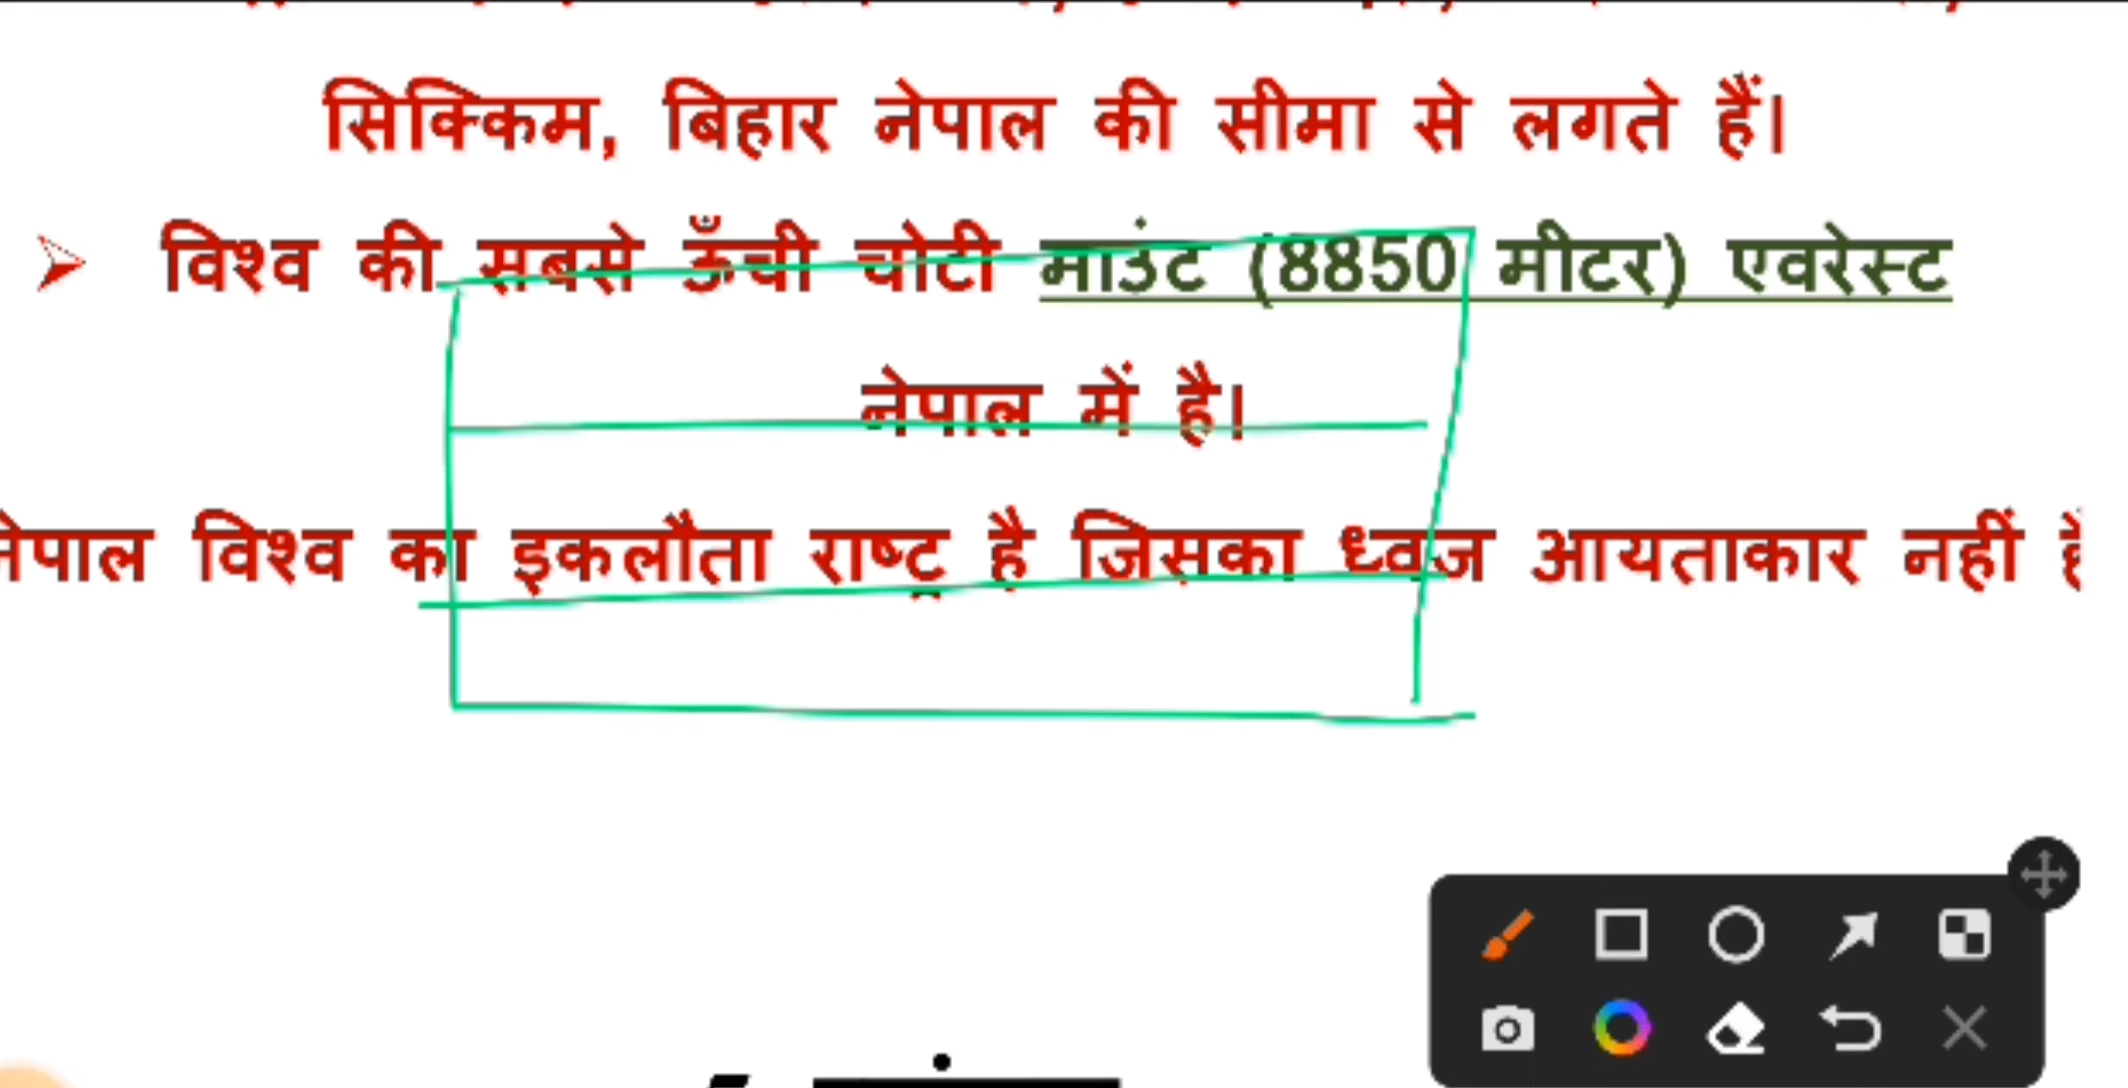 सिक्किम, बिहार नेपाल की सीमा से लगते हैं।
➢ विश्व की सबसे ऊँची चोटी माउंट (8850 मीटर) एवरेस्ट
नेपाल में है।
नेपाल विश्व का इकलौता राष्ट्र है जिसका ध्वज आयताकार नहीं